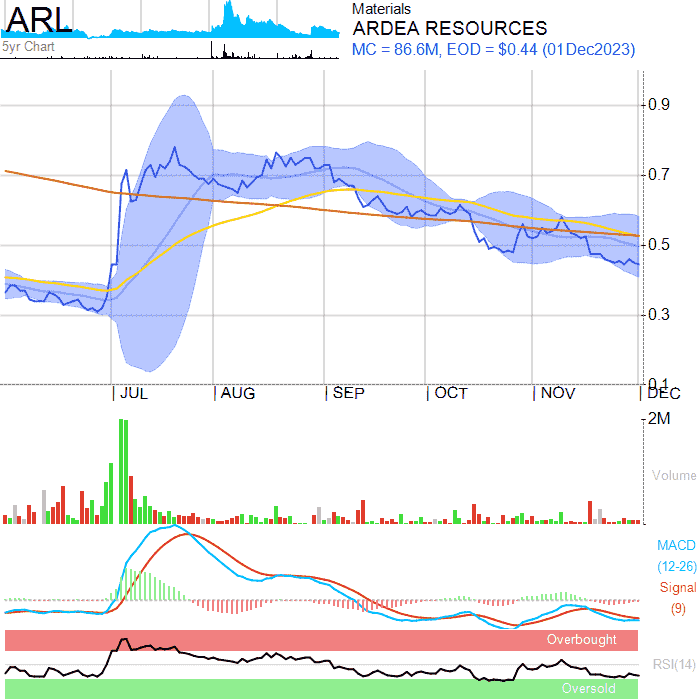 ARL
5yr Chart
Materials
ARDEA RESOURCES
MC = 86.6M, EOD = $0.44 (01Dec2023)
0.9
0.7
0.5
0.3
0.1
JUL
AUG
SEP
OCT
NOV
DEC
2M
Volume
MACD
(12-26)
Signal
(9)
Overbought
RSI(14)
Oversold